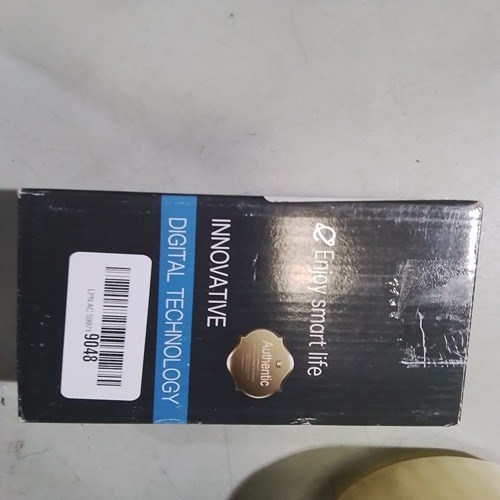 Enjoy smart life
Authentic
INNOVATIVE
DIGITAL TECHNOLOGY
9048